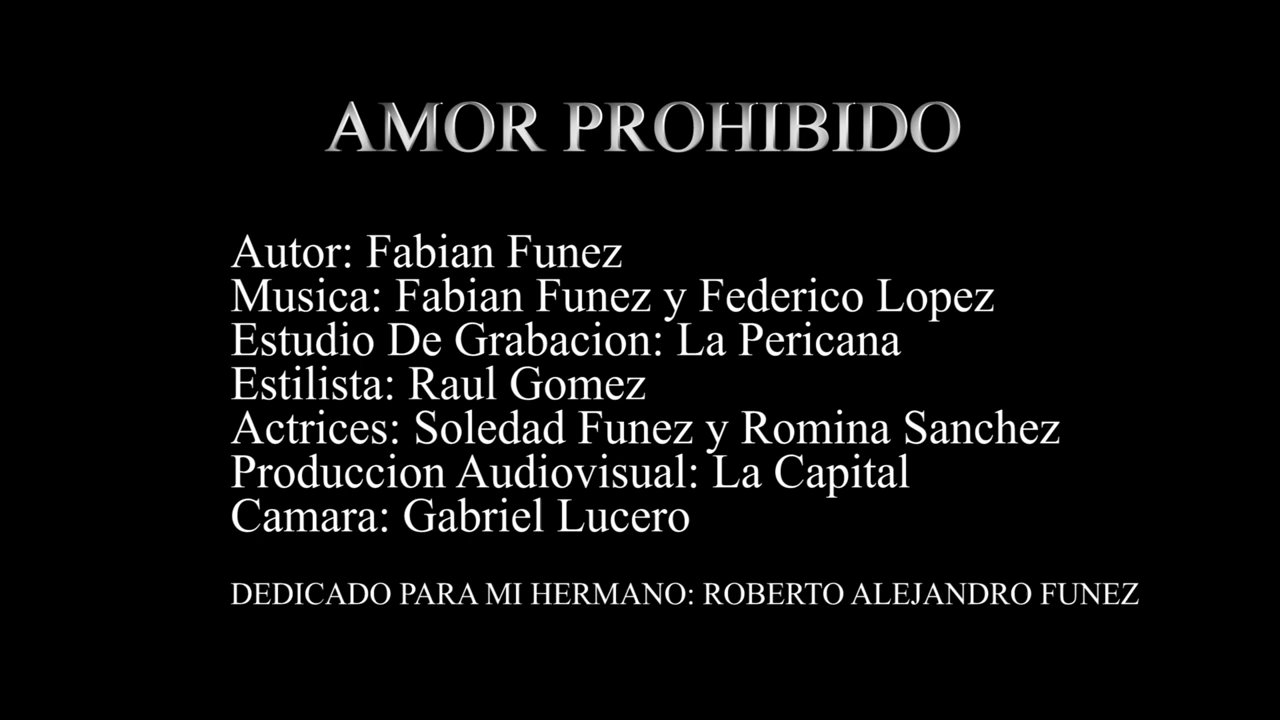 AMOR PROHIBIDO
Autor: Fabian Funez
Musica: Fabian Funez y Federico Lopez
Estudio De Grabacion: La Pericana
Estilista: Raul Gomez
Actrices: Soledad Funez y Romina Sanchez
Produccion Audiovisual: La Capital
Camara: Gabriel Lucero
DEDICADO PARA MI HERMANO: ROBERTO ALEJANDRO FUNEZ